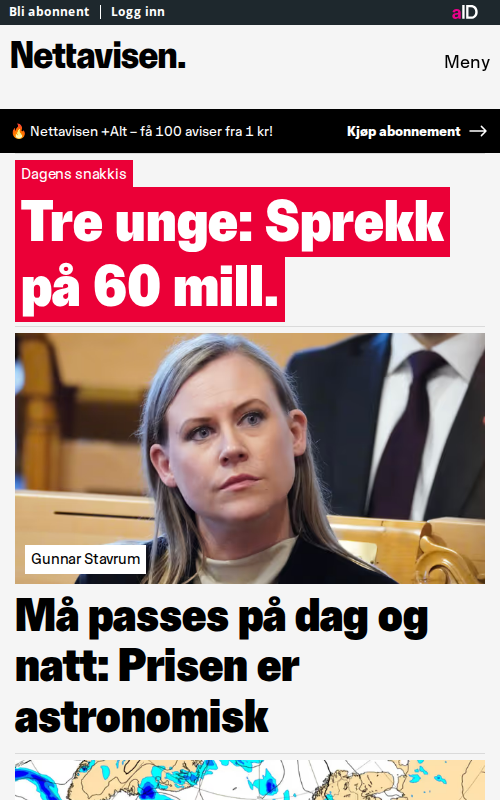 Bli abonnent
Logg inn
aID
Nettavisen.
Meny
Nettavisen +Alt – få 100 aviser fra 1 kr!
Kjøp abonnement
Dagens snakkis
Tre unge: Sprekk
på 60 mill.
Gunnar Stavrum
Må passes på dag og
natt: Prisen er
astronomisk